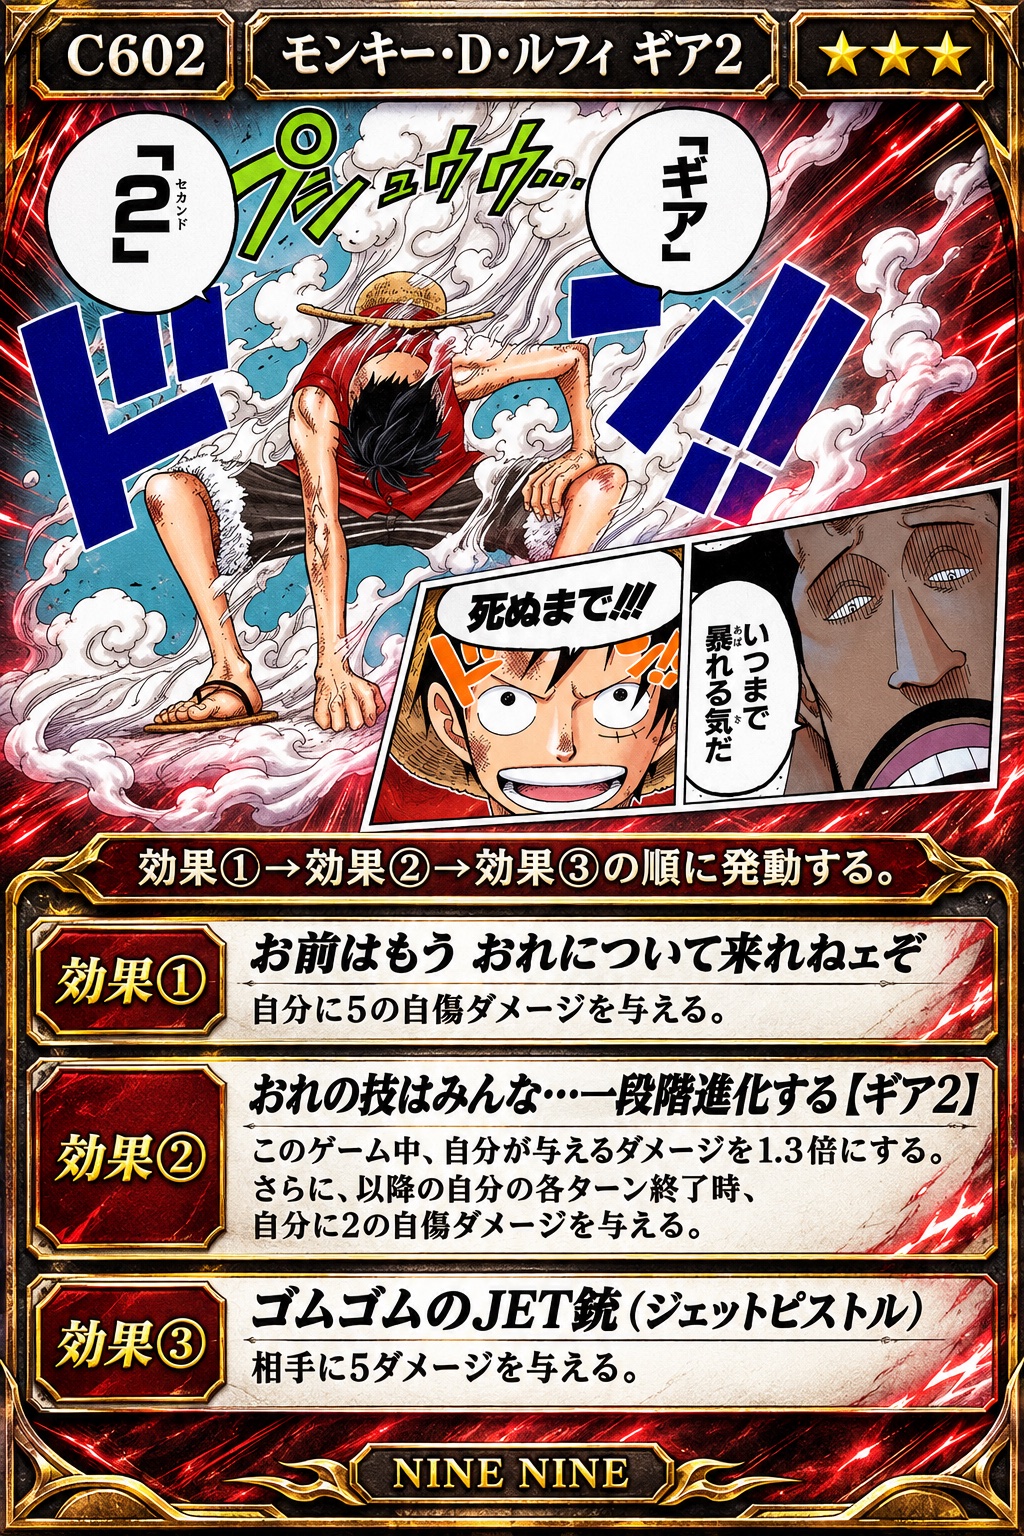 C602
モンキー・D・ルフィ ギア2
★★★
「ギア」
「2」
セカンド
プシュウウ…
ドン!!
死ぬまで!!!
ドン!!
いつまで
暴れる気だ
あば
き
効果①→効果②→効果③の順に発動する。
効果①
お前はもう おれについて来れねェぞ
自分に5の自傷ダメージを与える。
効果②
おれの技はみんな…一段階進化する【ギア2】
このゲーム中、自分が与えるダメージを1.3倍にする。
さらに、以降の自分の各ターン終了時、
自分に2の自傷ダメージを与える。
効果③
ゴムゴムのJET銃(ジェットピストル)
相手に5ダメージを与える。
NINE NINE